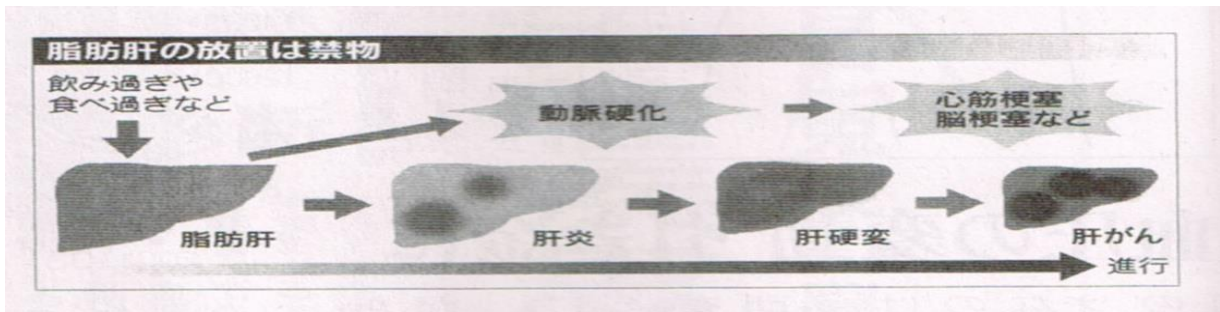 脂肪肝の放置は禁物
飲み過ぎや
食べ過ぎなど
動脈硬化
心筋梗塞
脳梗塞など
脂肪肝
肝炎
肝硬変
肝がん
進行